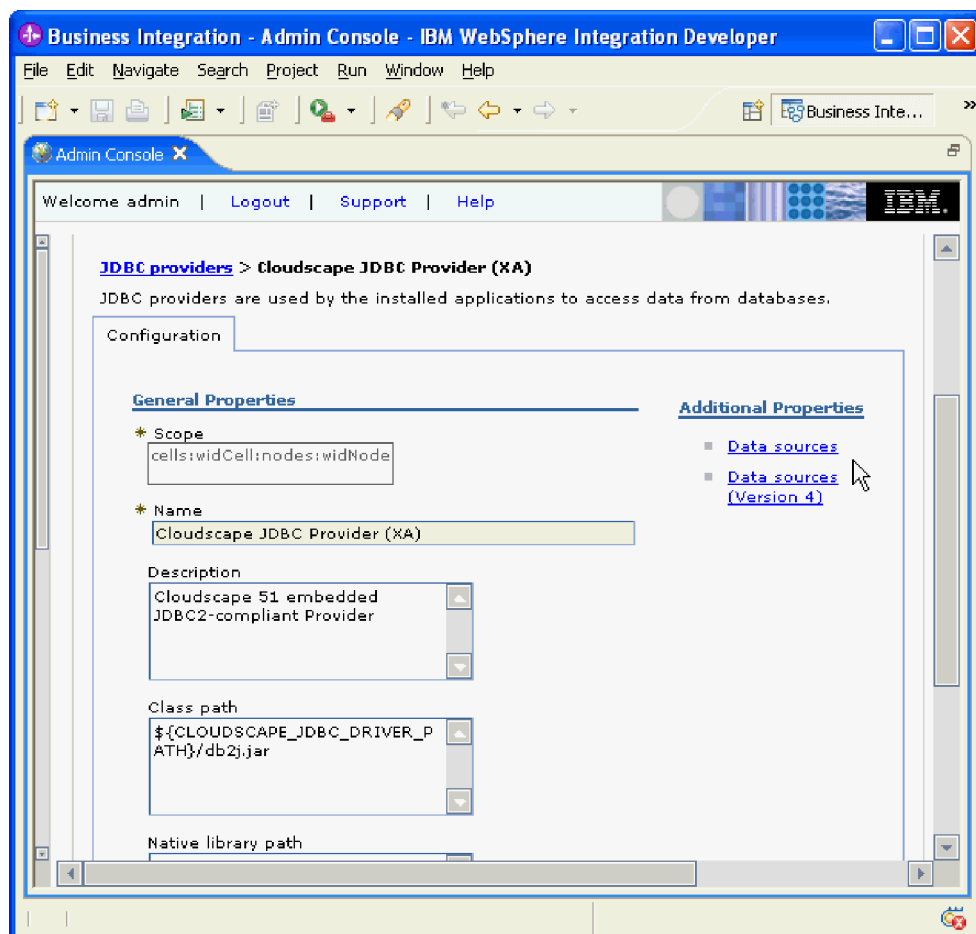 Business Integration - Admin Console - IBM WebSphere Integration Developer
File Edit Navigate Search Project Run Window Help
Business Inte...
Admin Console
Welcome admin | Logout | Support | Help
IBM.
JDBC providers > Cloudscape JDBC Provider (XA)
JDBC providers are used by the installed applications to access data from databases.
Configuration
General Properties
Additional Properties
* Scope
cells:widCell:nodes:widNode
Data sources
Data sources
(Version 4)
* Name
Cloudscape JDBC Provider (XA)
Description
Cloudscape 51 embedded
JDBC2-compliant Provider
Class path
${CLOUDSCAPE_JDBC_DRIVER_P
ATH}/db2j.jar
Native library path